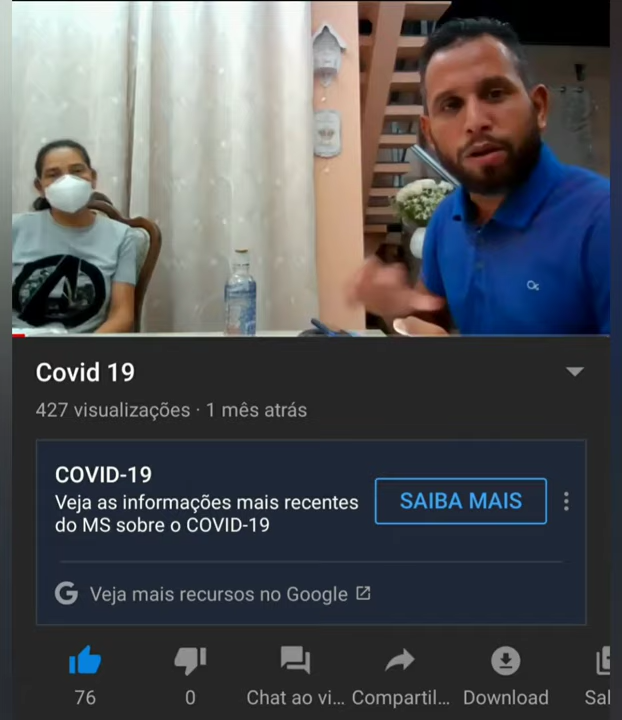 Covid 19
427 visualizações · 1 mês atrás
COVID-19
Veja as informações mais recentes
do MS sobre o COVID-19
SAIBA MAIS
Veja mais recursos no Google
76
0
Chat ao vi...
Compartil...
Download
Sal